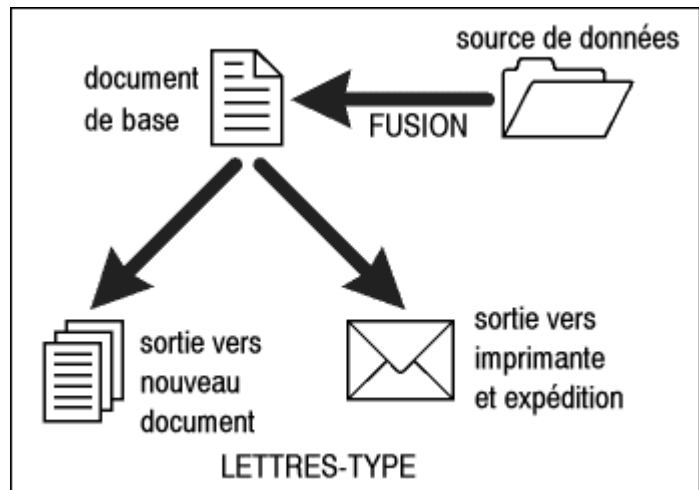 source de données
document
de base
FUSION
sortie vers
nouveau
document
sortie vers
imprimante
et expédition
LETTRES-TYPE